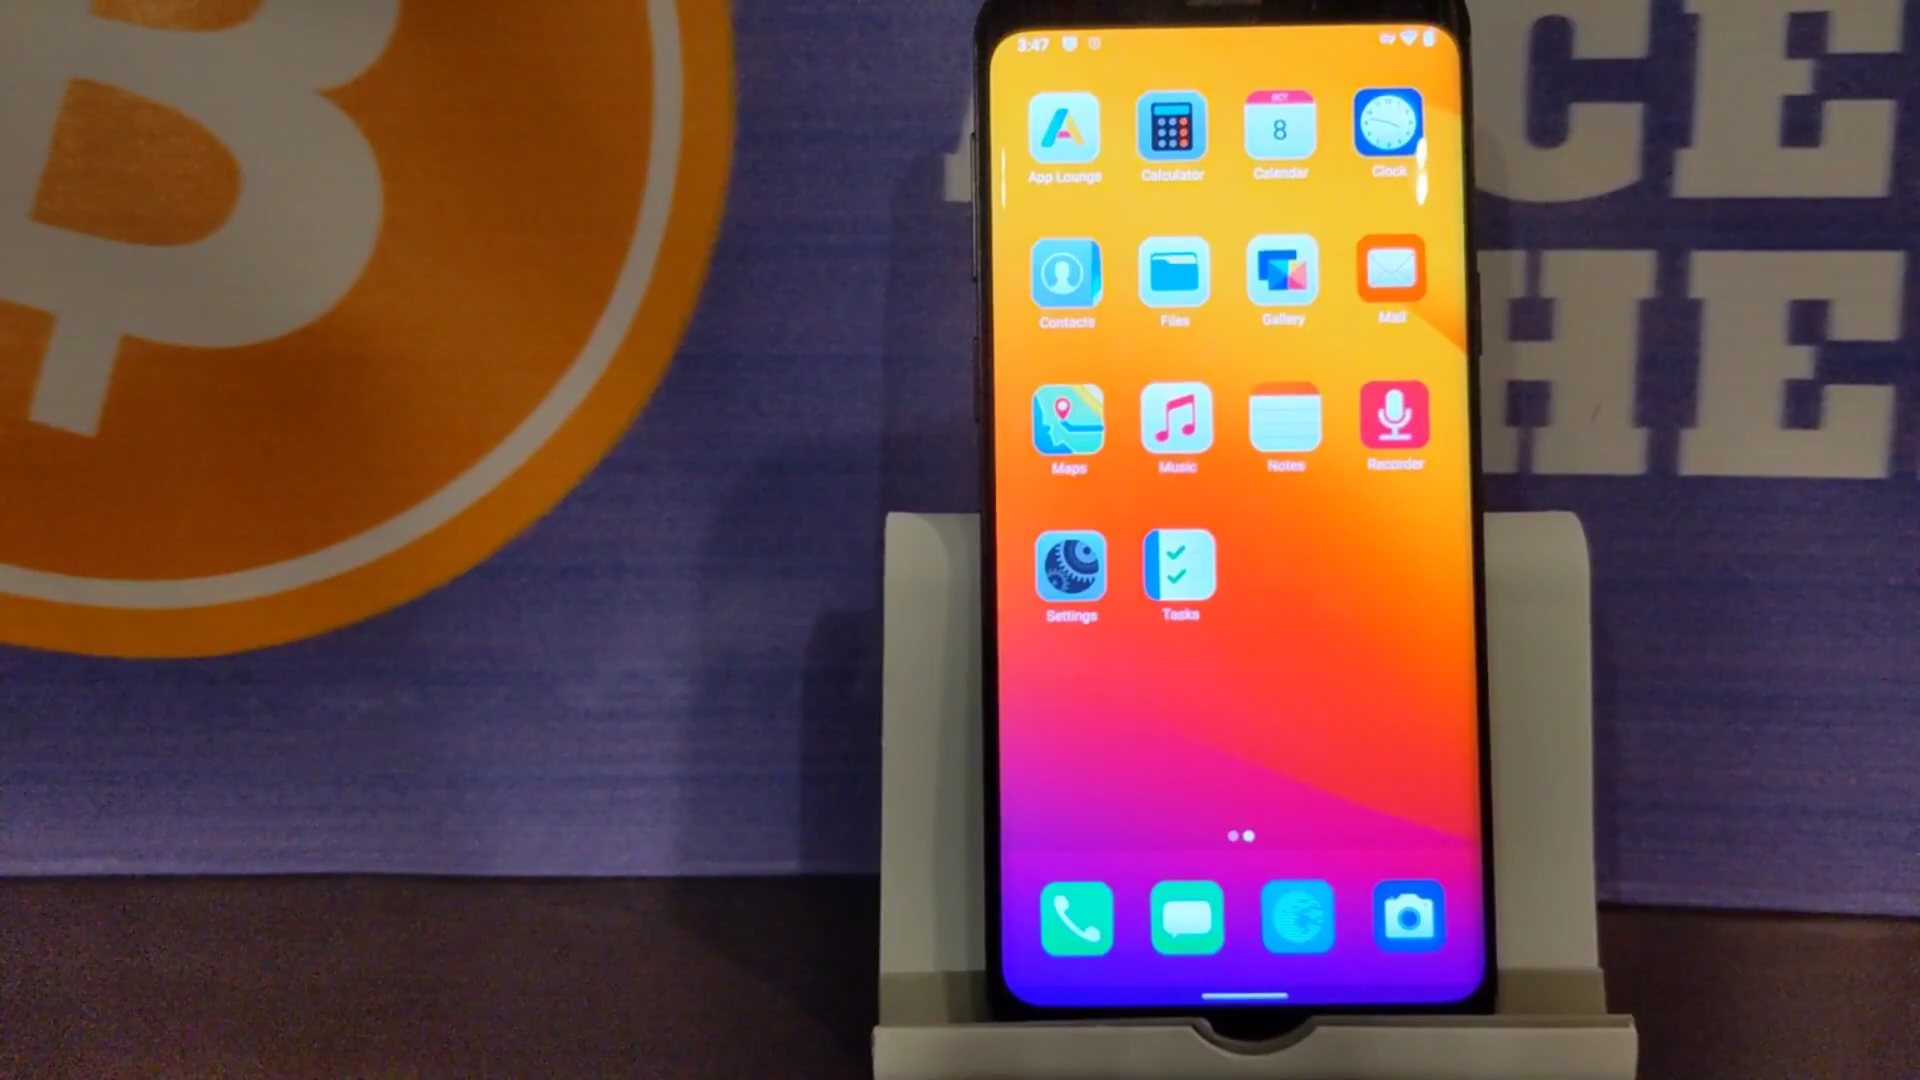 CE
HE
3:47
OCT
8
App Lounge Calculator Calendar Clock
Contacts Files Gallery Mail
Maps Music Notes Recorder
Settings Tasks